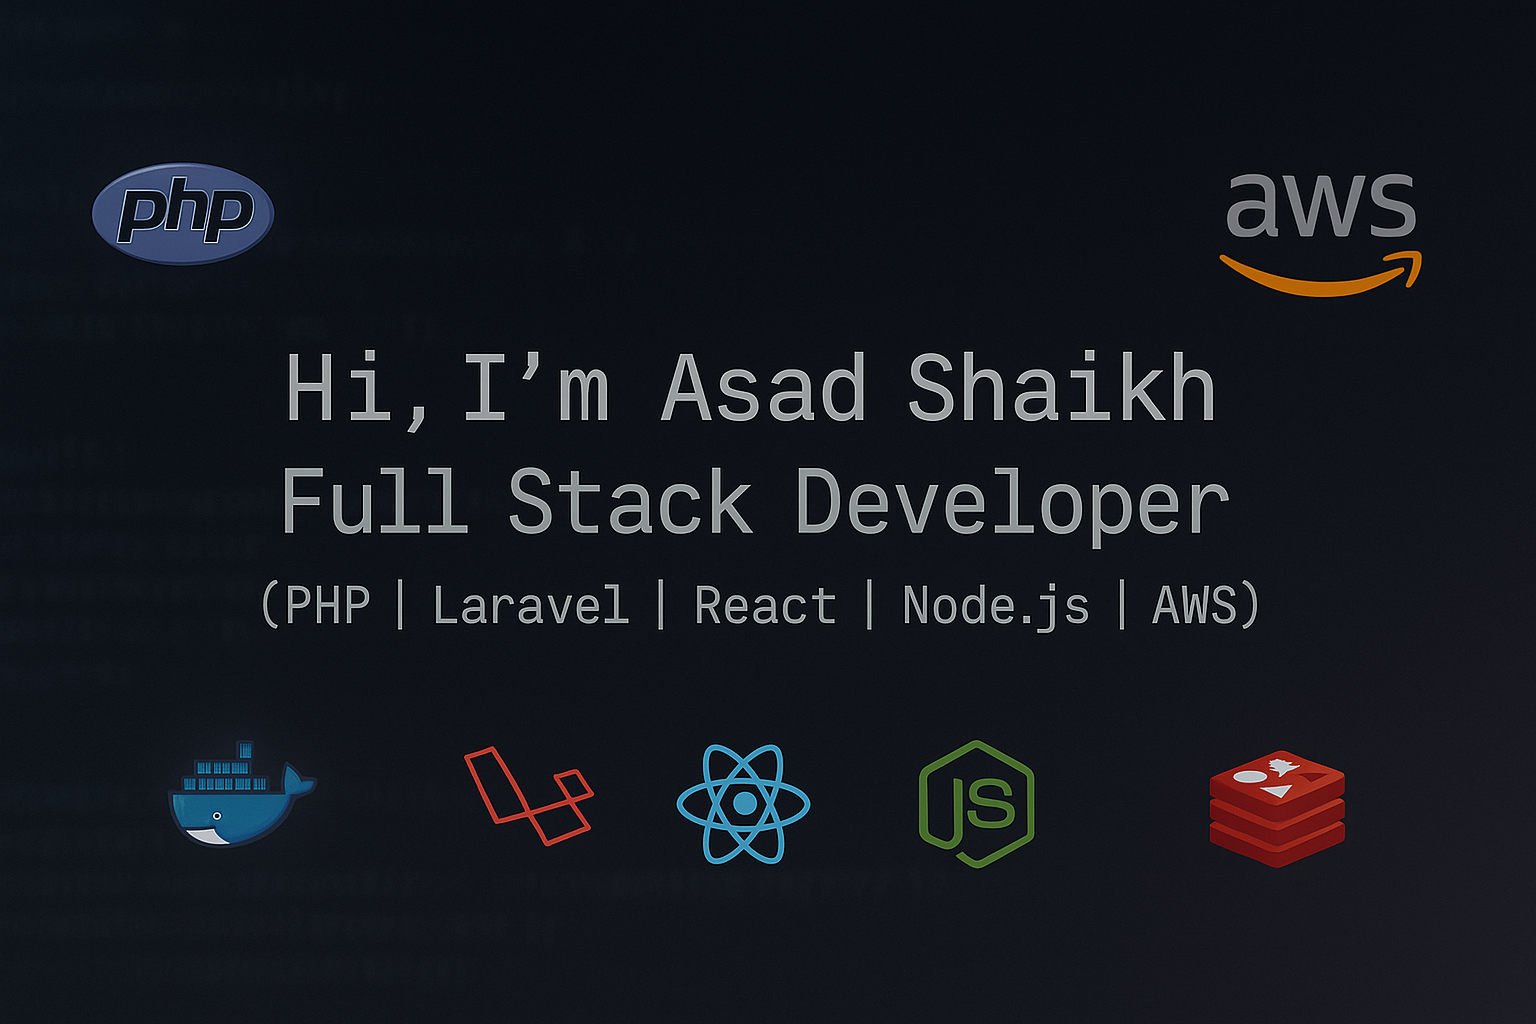 php
aws
Hi, I’m Asad Shaikh
Full Stack Developer
(PHP | Laravel | React | Node.js | AWS)
JS